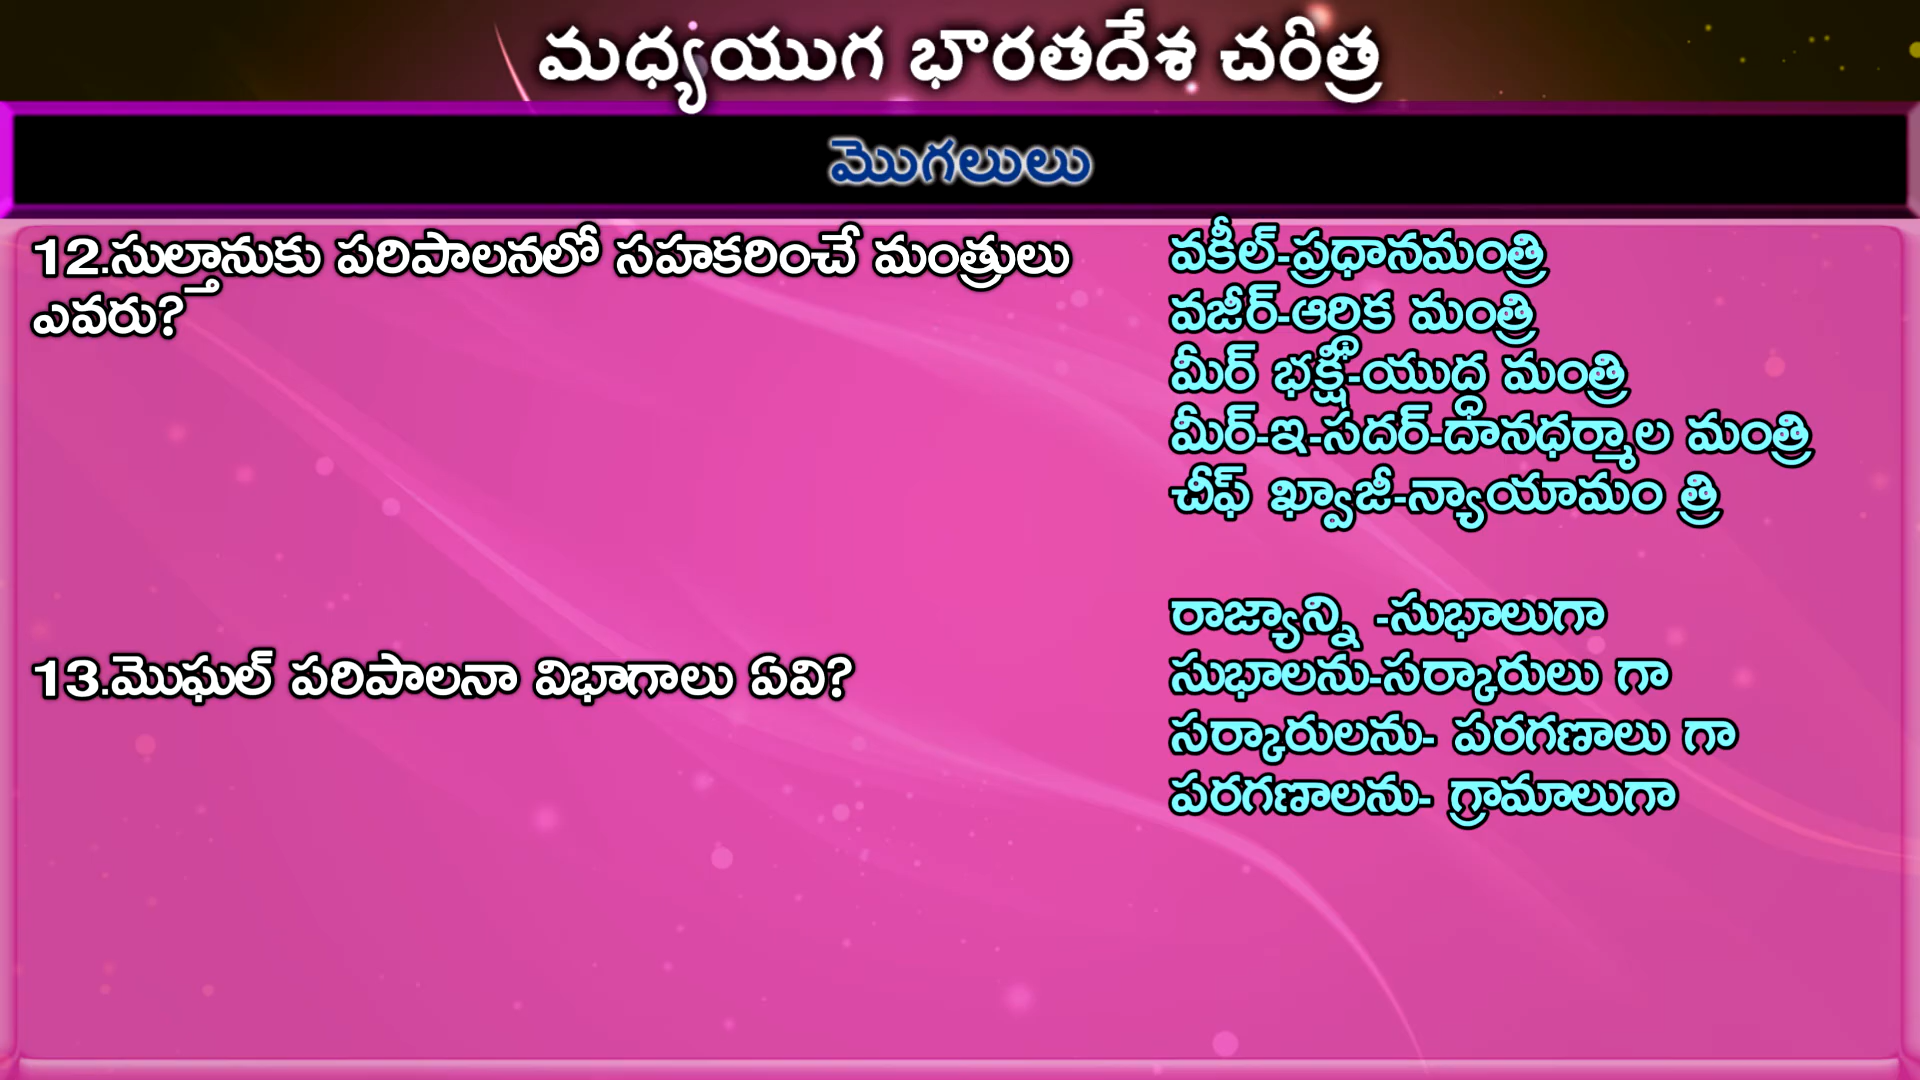 మధ్యయుగ భారతదేశ చరిత్ర
మొగలులు
12.సుల్తానుకు పరిపాలనలో సహకరించే మంత్రులు
ఎవరు?
వకీల్-ప్రధానమంత్రి
వజీర్-ఆర్థిక మంత్రి
మీర్ భక్షి-యుద్ధ మంత్రి
మీర్-ఇ-సదర్-దానధర్మాల మంత్రి
చీఫ్ ఖ్వాజీ-న్యాయామం త్రి
13.మొఘల్ పరిపాలనా విభాగాలు ఏవి?
రాజ్యాన్ని -సుభాలుగా
సుభాలను-సర్కారులు గా
సర్కారులను- పరగణాలు గా
పరగణాలను- గ్రామాలుగా